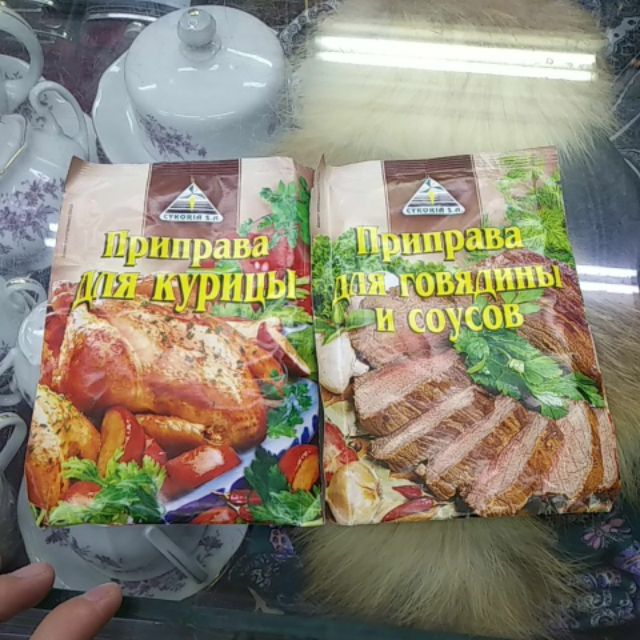 CYKORIA S.A.
Приправа
для курицы
CYKORIA S.A.
Приправа
для говядины
и соусов